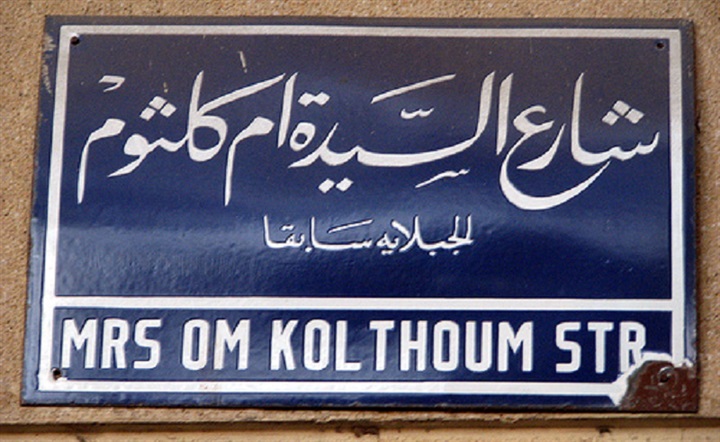 شارع السيدة ام كلثوم
الجبلايه سابقا
MRS OM KOLTHOUM STR